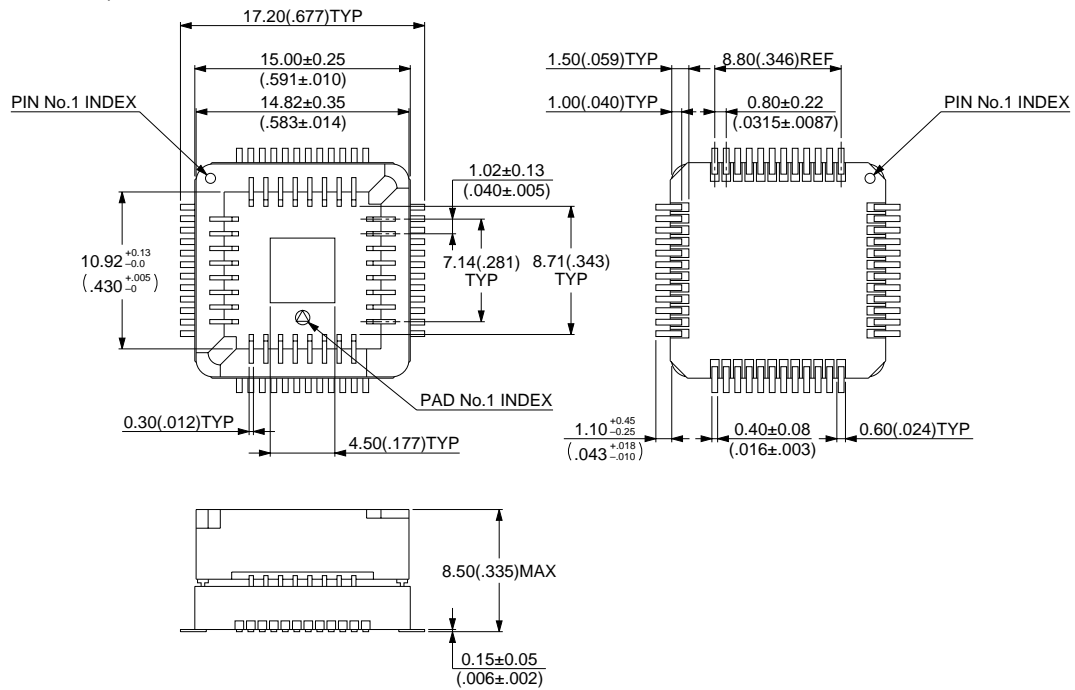 17.20(.677)TYP
15.00±0.25
(.591±.010)
14.82±0.35
(.583±.014)
PIN No.1 INDEX
1.02±0.13
(.040±.005)
10.92 +0.13 –0.0
(.430 +.005 –0)
7.14(.281)
TYP
8.71(.343)
TYP
PAD No.1 INDEX
0.30(.012)TYP
4.50(.177)TYP
1.50(.059)TYP
8.80(.346)REF
1.00(.040)TYP
0.80±0.22
(.0315±.0087)
PIN No.1 INDEX
1.10 +0.45 –0.25
(.043 +.018 –.010)
0.40±0.08
(.016±.003)
0.60(.024)TYP
8.50(.335)MAX
0.15±0.05
(.006±.002)